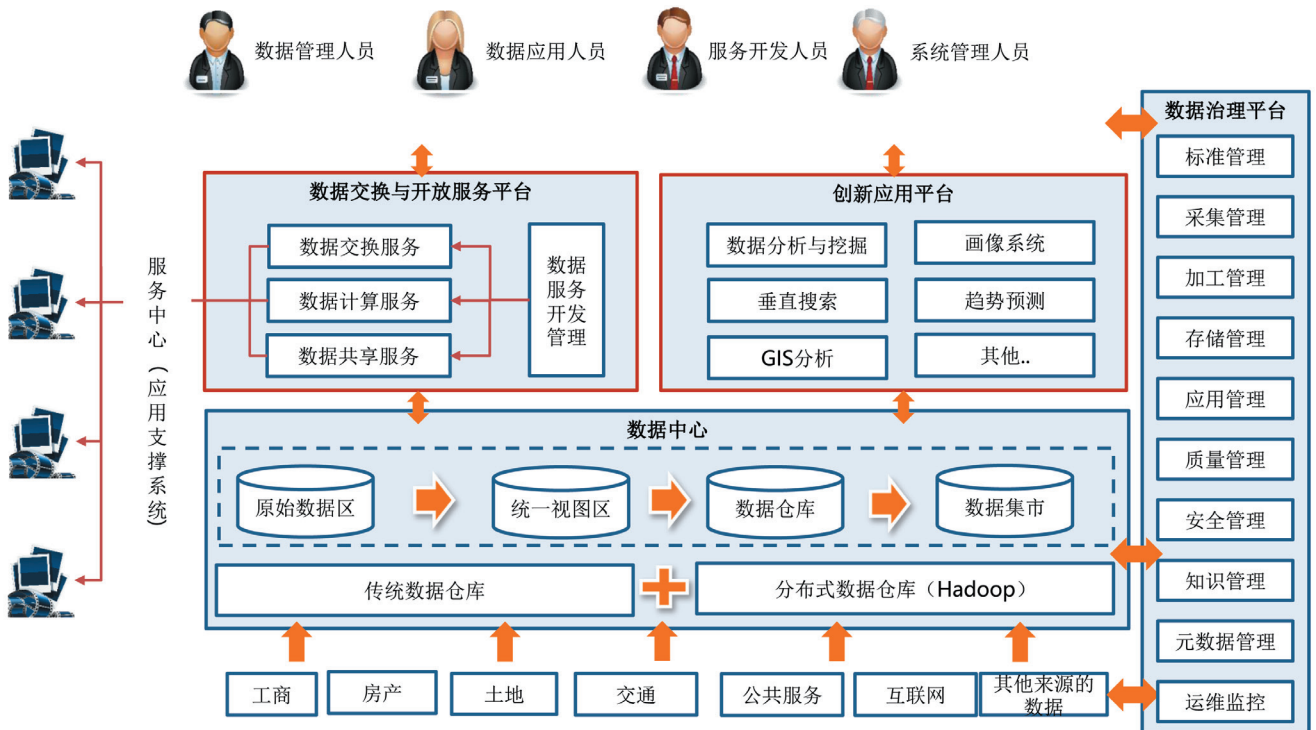 数据管理人员
数据应用人员
服务开发人员
系统管理人员
服务中心（应用支撑系统）
数据交换与开放服务平台
数据交换服务
数据计算服务
数据共享服务
数据
服务
开发
管理
创新应用平台
数据分析与挖掘
画像系统
垂直搜索
趋势预测
GIS分析
其他..
数据中心
原始数据区
统一视图区
数据仓库
数据集市
传统数据仓库
分布式数据仓库（Hadoop）
工商
房产
土地
交通
公共服务
互联网
其他来源的
数据
数据治理平台
标准管理
采集管理
加工管理
存储管理
应用管理
质量管理
安全管理
知识管理
元数据管理
运维监控